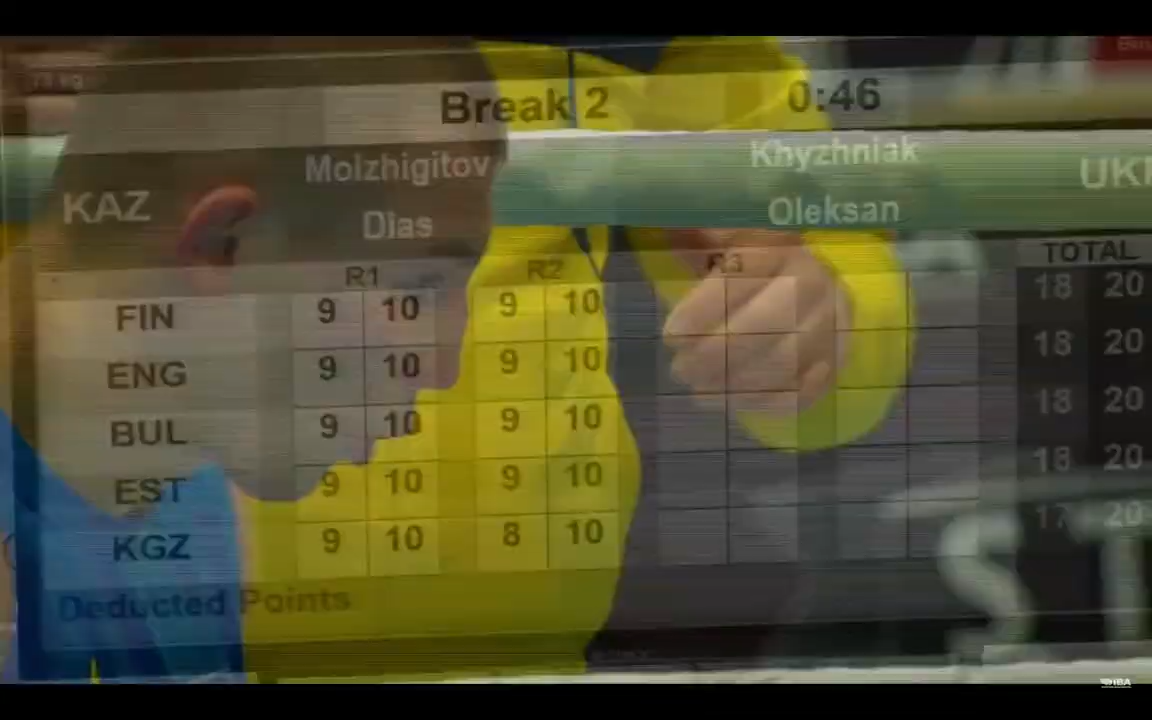 Break 2 0:46
KAZ Molzhigitov Dias Khyzhniak Oleksan
R1 R2 R3 TOTAL
FIN 9 10 9 10 18 20
ENG 9 10 9 10 18 20
BUL 9 10 9 10 18 20
EST 9 10 9 10 18 20
KGZ 9 10 8 10 17 20
Deducted Points
ST
IBA